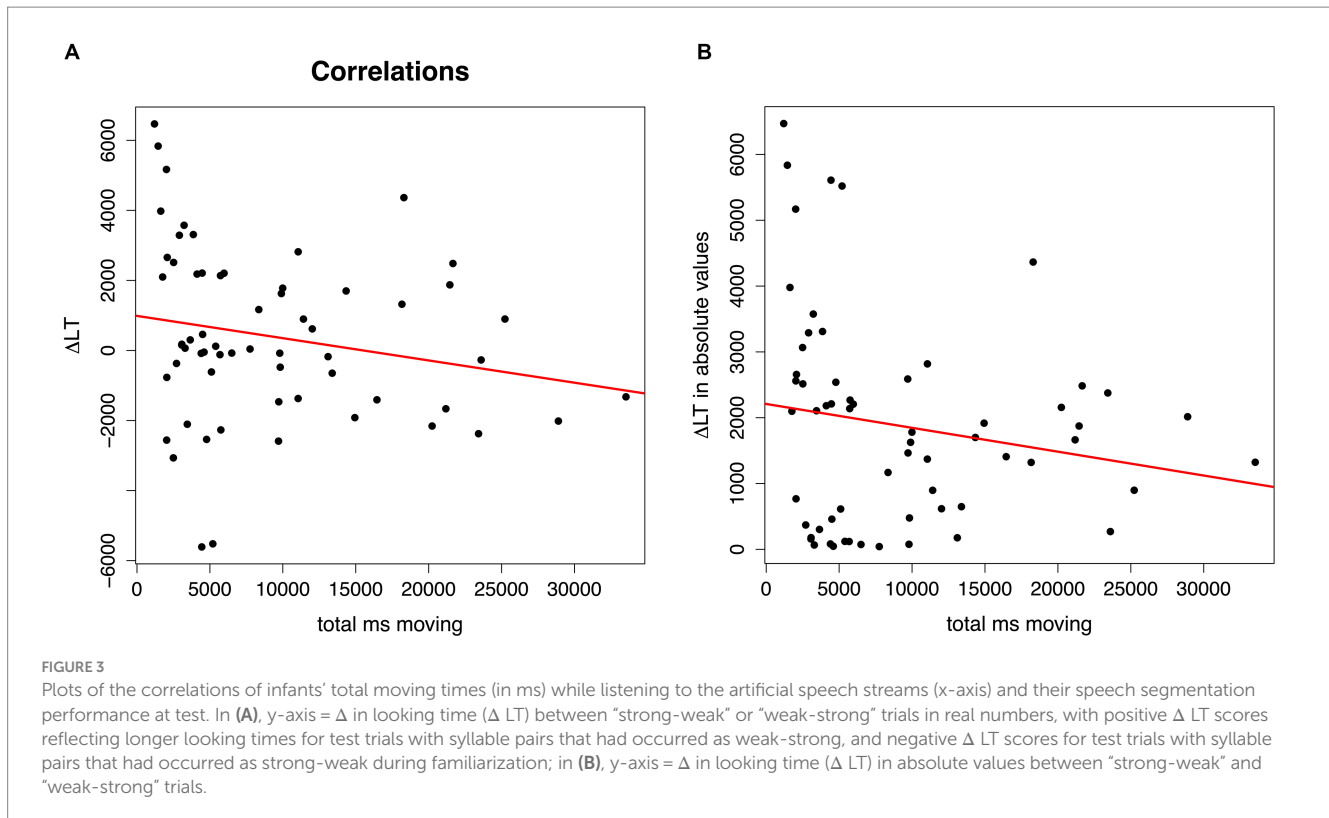 A
B
Correlations
6000
4000
2000
0
-2000
-6000
ΔLT
0 5000 10000 15000 20000 25000 30000
total ms moving
6000
5000
4000
3000
2000
1000
0
ΔLT in absolute values
0 5000 10000 15000 20000 25000 30000
total ms moving
FIGURE 3
Plots of the correlations of infants’ total moving times (in ms) while listening to the artificial speech streams (x-axis) and their speech segmentation
performance at test. In (A), y-axis = Δ in looking time (Δ LT) between “strong-weak” or “weak-strong” trials in real numbers, with positive Δ LT scores
reflecting longer looking times for test trials with syllable pairs that had occurred as weak-strong, and negative Δ LT scores for test trials with syllable
pairs that had occurred as strong-weak during familiarization; in (B), y-axis = Δ in looking time (Δ LT) in absolute values between “strong-weak” and
“weak-strong” trials.